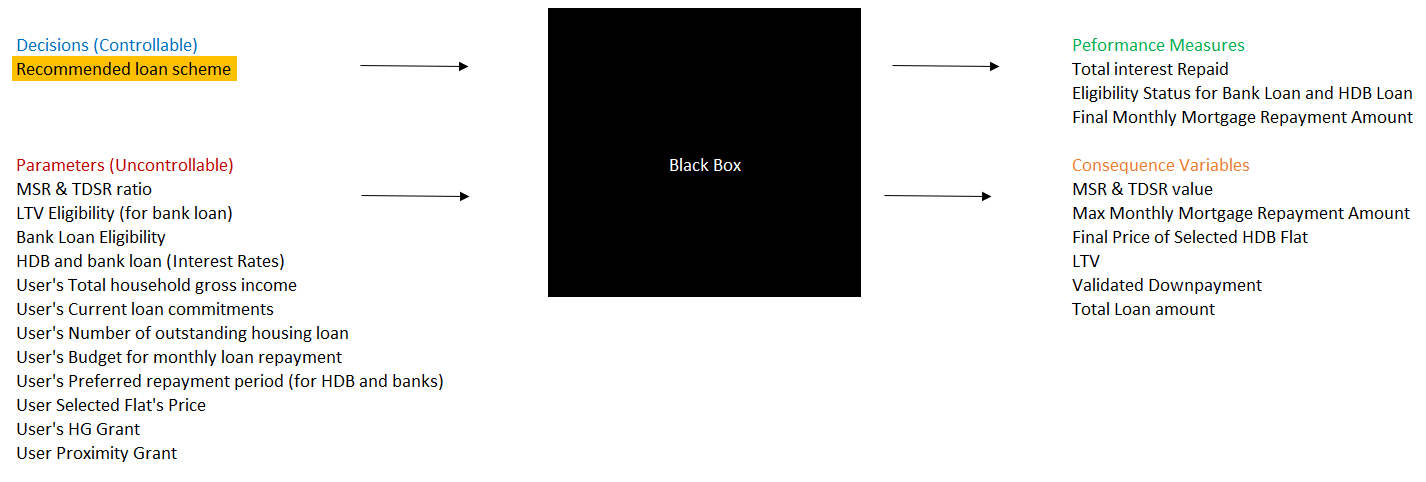 Decisions (Controllable)
Recommended loan scheme
Parameters (Uncontrollable)
MSR & TDSR ratio
LTV Eligibility (for bank loan)
Bank Loan Eligibility
HDB and bank loan (Interest Rates)
User's Total household gross income
User's Current loan commitments
User's Number of outstanding housing loan
User's Budget for monthly loan repayment
User's Preferred repayment period (for HDB and banks)
User Selected Flat's Price
User's HG Grant
User Proximity Grant
Black Box
Peformance Measures
Total interest Repaid
Eligibility Status for Bank Loan and HDB Loan
Final Monthly Mortgage Repayment Amount
Consequence Variables
MSR & TDSR value
Max Monthly Mortgage Repayment Amount
Final Price of Selected HDB Flat
LTV
Validated Downpayment
Total Loan amount